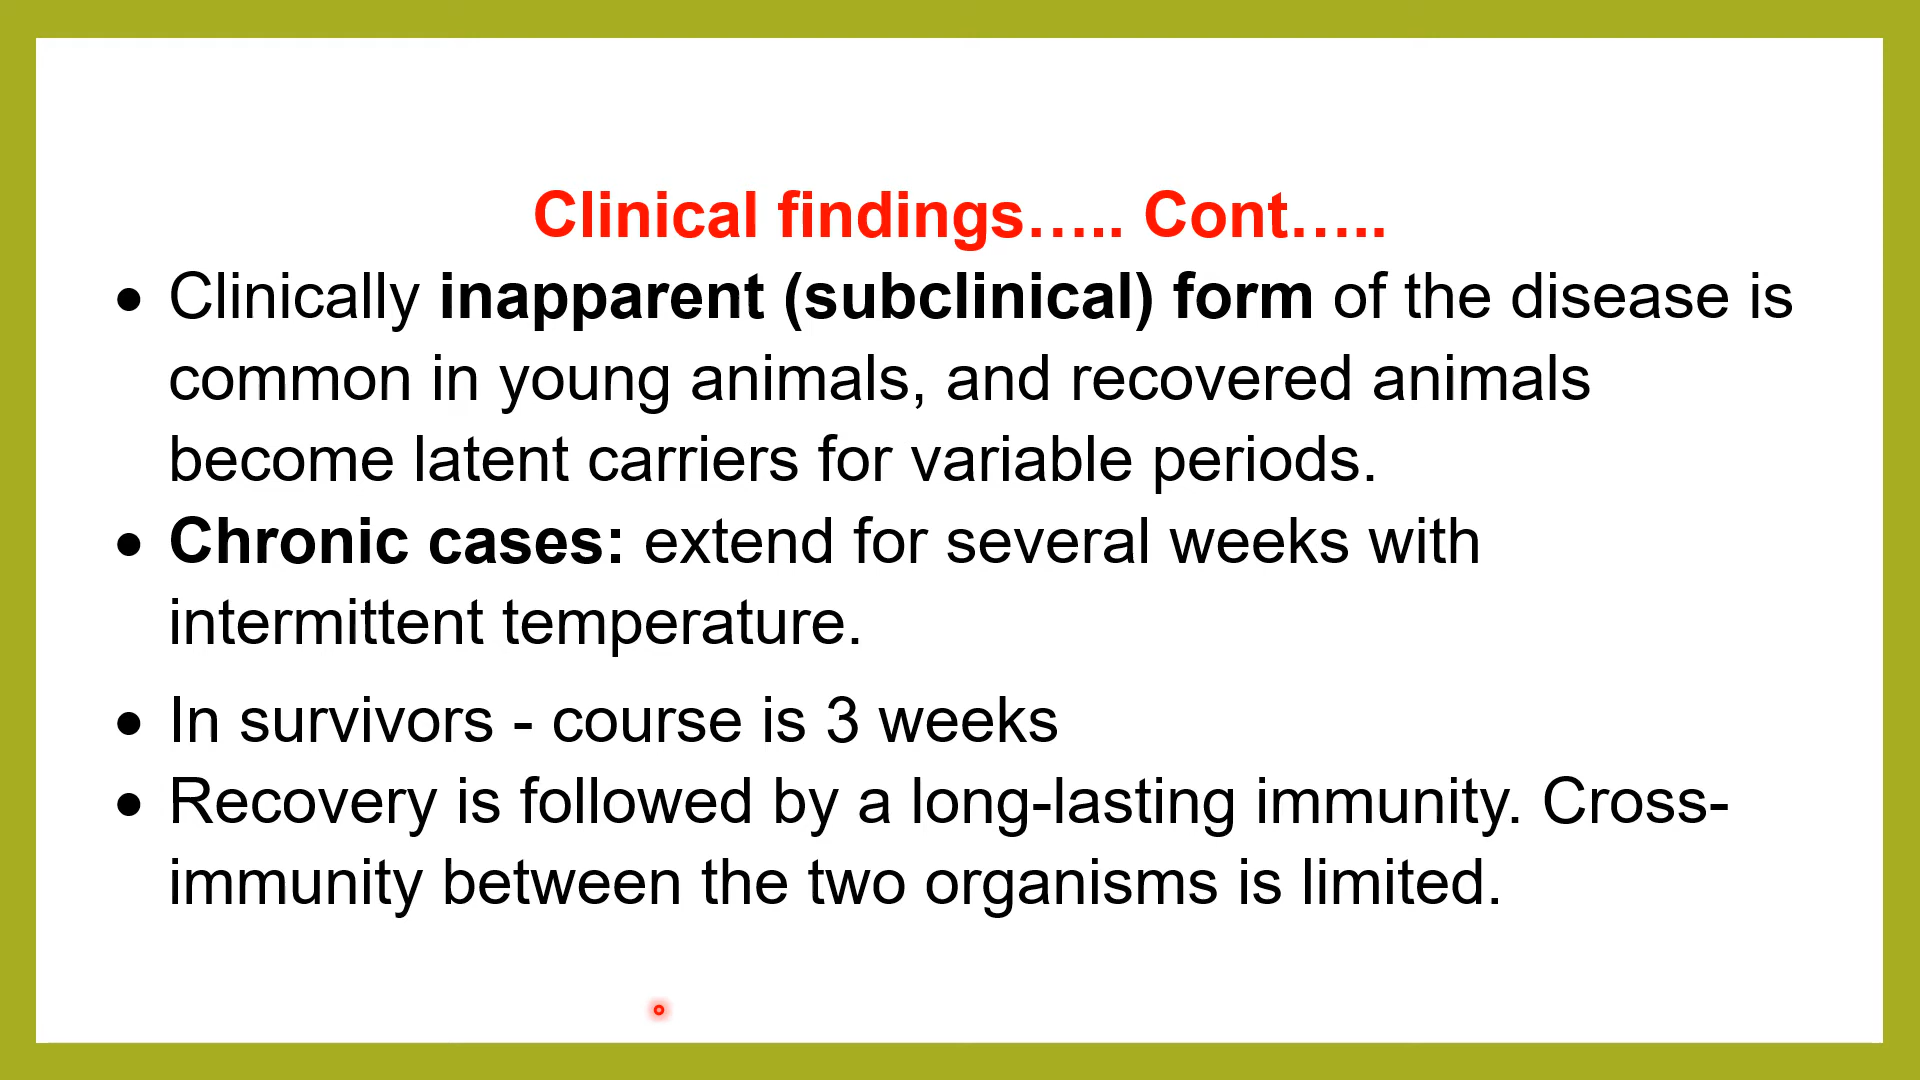 Clinical findings….. Cont…..
• Clinically inapparent (subclinical) form of the disease is
common in young animals, and recovered animals
become latent carriers for variable periods.
• Chronic cases: extend for several weeks with
intermittent temperature.
• In survivors - course is 3 weeks
• Recovery is followed by a long-lasting immunity. Cross-
immunity between the two organisms is limited.